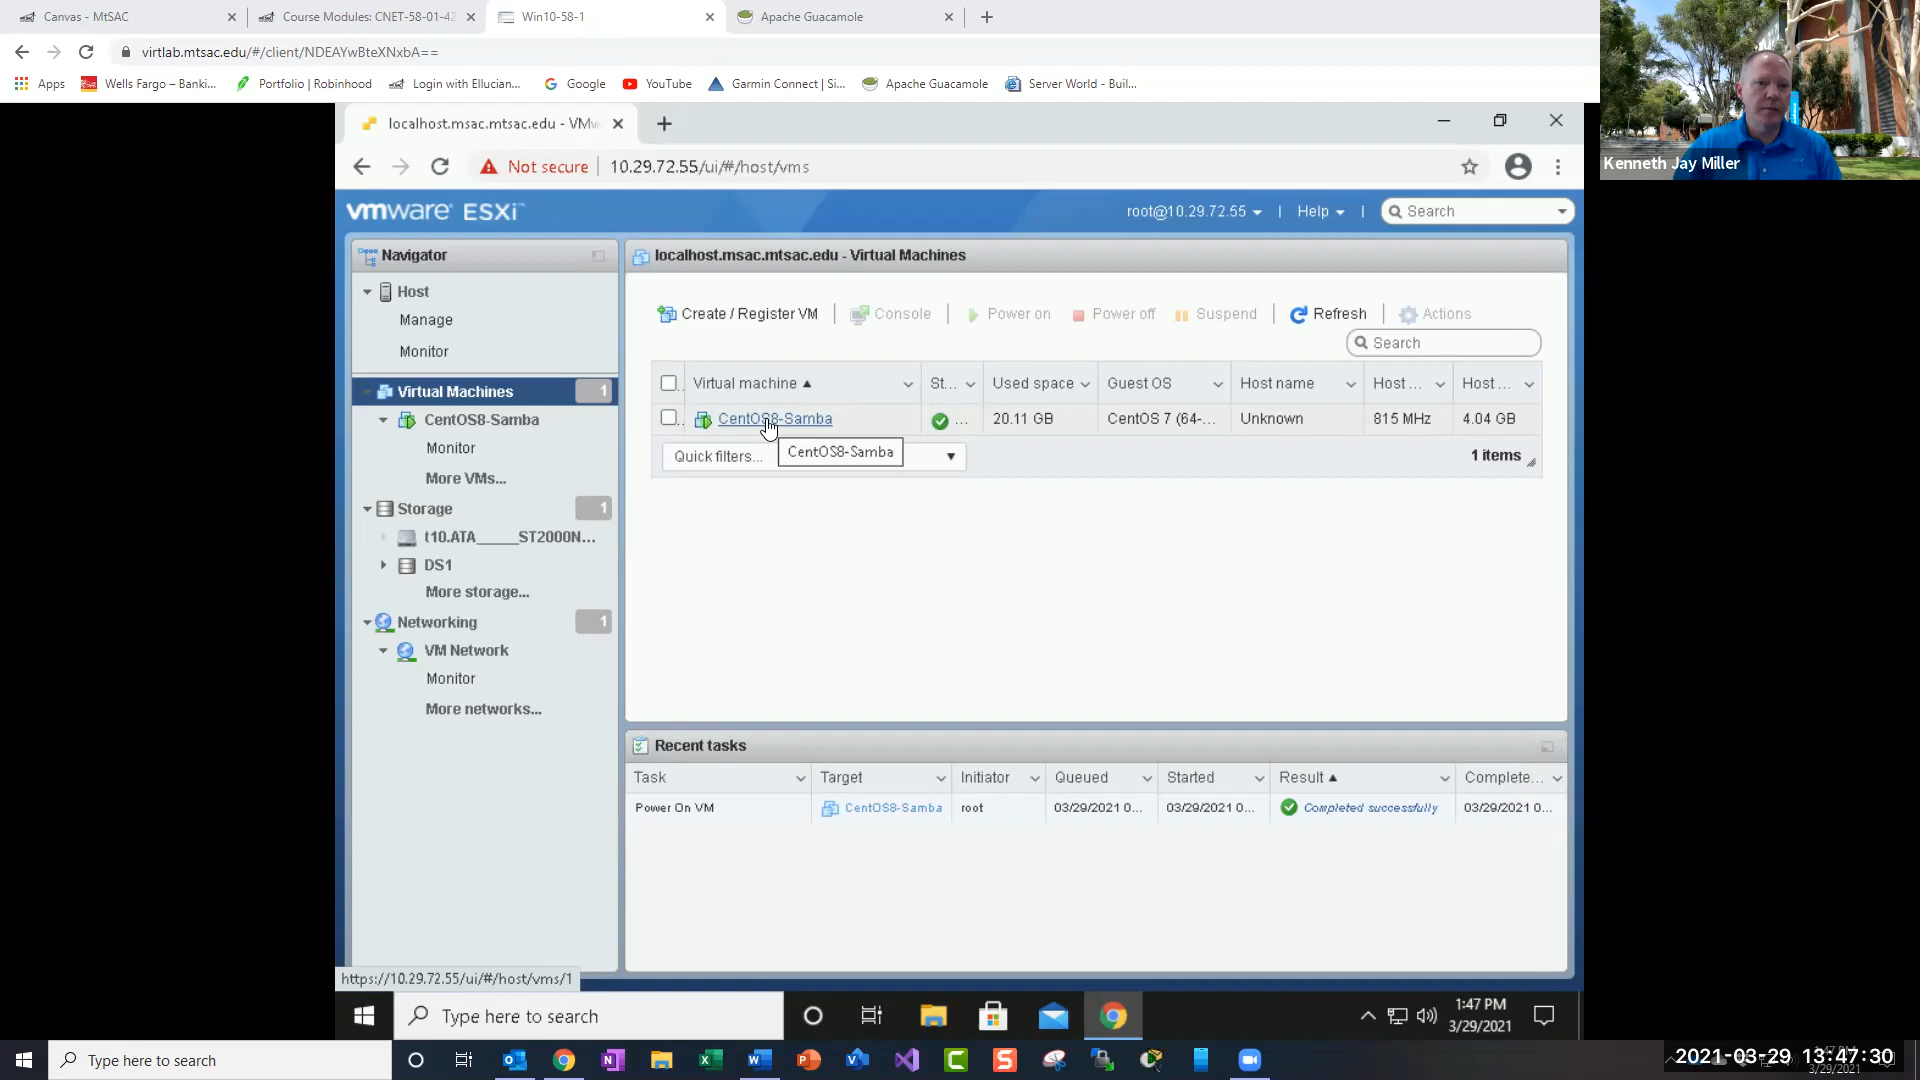 Canvas - MtSAC
Course Modules: CNET-58-01-42
Win10-58-1
Apache Guacamole
virtlab.mtsac.edu/#/client/NDEAYwBteXNxbA==
Apps
Wells Fargo – Banki...
Portfolio | Robinhood
Login with Ellucian...
Google
YouTube
Garmin Connect | Si...
Apache Guacamole
Server World - Buil...
Kenneth Jay Miller
localhost.msac.mtsac.edu - VMw
Not secure
10.29.72.55/ui/#/host/vms
vmware ESXi
root@10.29.72.55
Help
Search
Navigator
Host
Manage
Monitor
Virtual Machines 1
CentOS8-Samba
Monitor
More VMs...
Storage 1
t10.ATA_____ST2000N...
DS1
More storage...
Networking 1
VM Network
Monitor
More networks...
localhost.msac.mtsac.edu - Virtual Machines
Create / Register VM
Console
Power on
Power off
Suspend
Refresh
Actions
Search
Virtual machine
St...
Used space
Guest OS
Host name
Host ...
Host ...
CentOS8-Samba
...
20.11 GB
CentOS 7 (64-...
Unknown
815 MHz
4.04 GB
Quick filters...
CentOS8-Samba
1 items
Recent tasks
Task
Target
Initiator
Queued
Started
Result
Complete...
Power On VM
CentOS8-Samba
root
03/29/2021 0...
03/29/2021 0...
Completed successfully
03/29/2021 0...
https://10.29.72.55/ui/#/host/vms/1
Type here to search
1:47 PM
3/29/2021
Type here to search
2021-03-29 13:47:30
3/29/2021